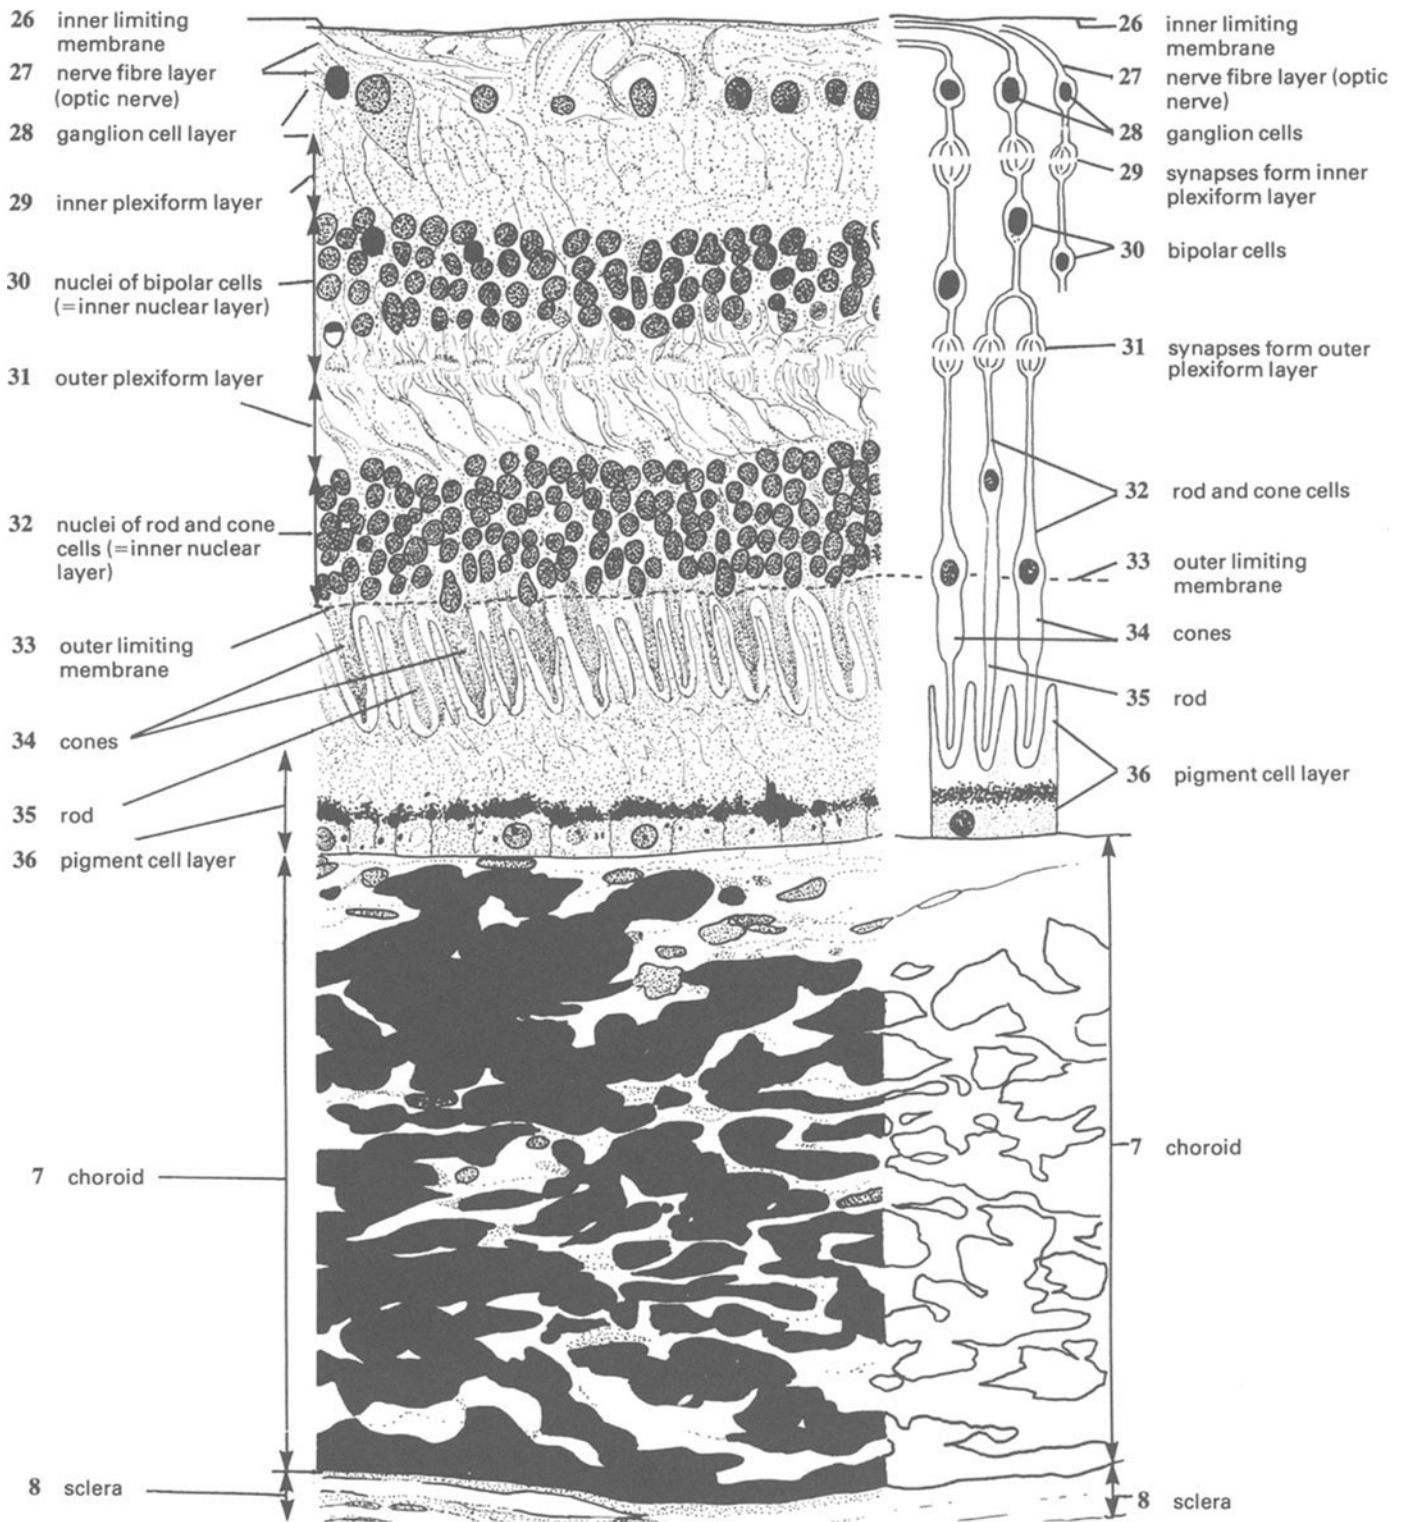 26 inner limiting
membrane
27 nerve fibre layer
(optic nerve)
28 ganglion cell layer
29 inner plexiform layer
30 nuclei of bipolar cells
(=inner nuclear layer)
31 outer plexiform layer
32 nuclei of rod and cone
cells (=inner nuclear
layer)
33 outer limiting
membrane
34 cones
35 rod
36 pigment cell layer
7 choroid
8 sclera
26 inner limiting
membrane
27 nerve fibre layer (optic
nerve)
28 ganglion cells
29 synapses form inner
plexiform layer
30 bipolar cells
31 synapses form outer
plexiform layer
32 rod and cone cells
33 outer limiting
membrane
34 cones
35 rod
36 pigment cell layer
7 choroid
8 sclera